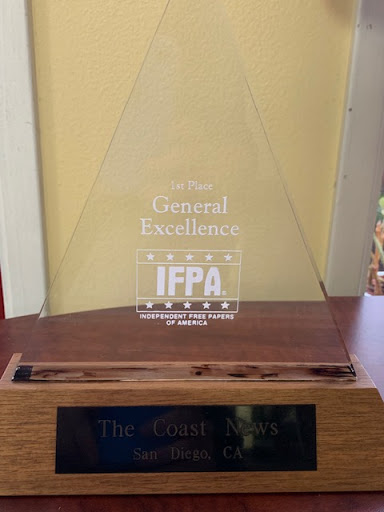 1st Place
General
Excellence
IFPA®
INDEPENDENT FREE PAPERS
OF AMERICA
The Coast News
San Diego, CA